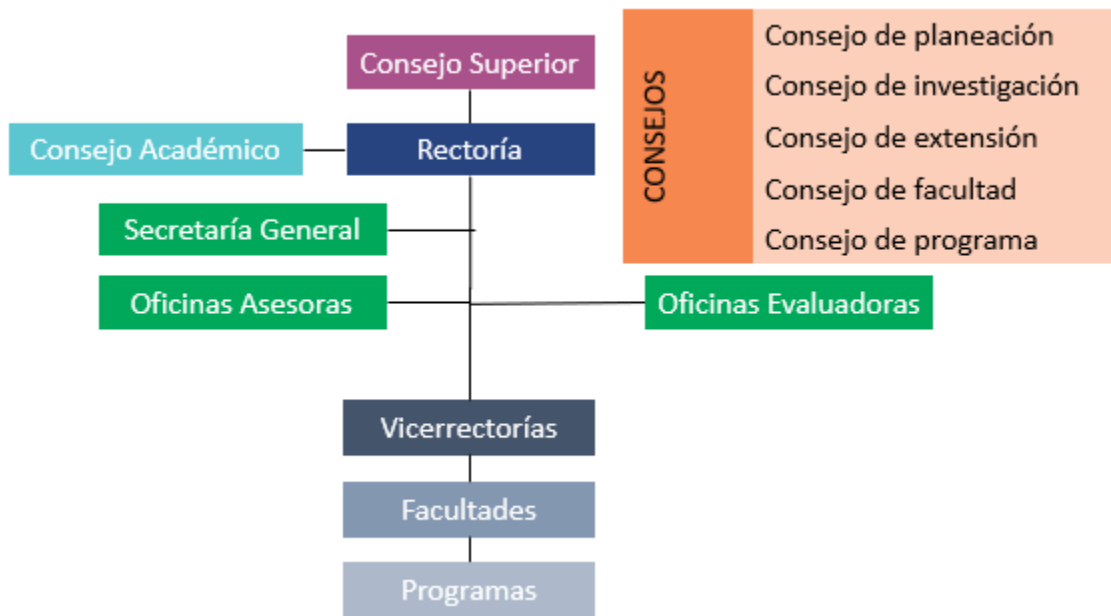 Consejo Superior
Consejo Académico
Rectoría
Secretaría General
Oficinas Asesoras
Oficinas Evaluadoras
Vicerrectorías
Facultades
Programas
CONSEJOS
Consejo de planeación
Consejo de investigación
Consejo de extensión
Consejo de facultad
Consejo de programa